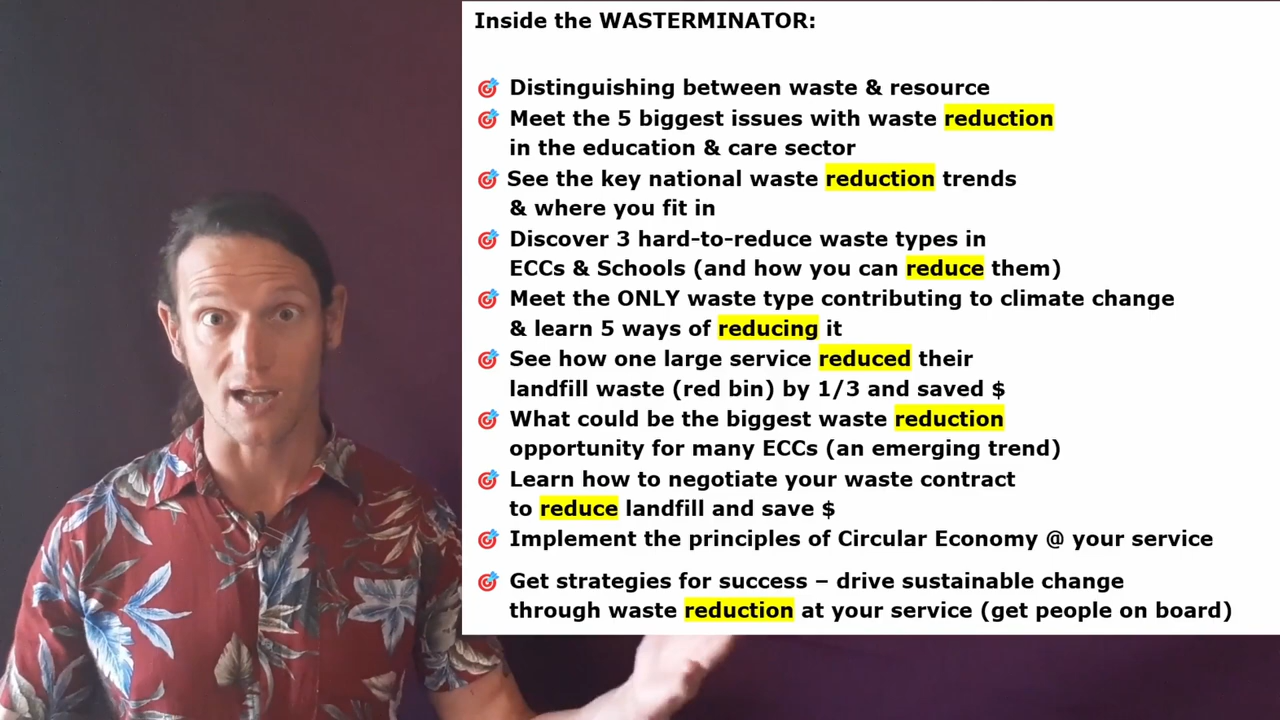 Inside the WASTERMINATOR:
🎯 Distinguishing between waste & resource
🎯 Meet the 5 biggest issues with waste reduction
in the education & care sector
🎯 See the key national waste reduction trends
& where you fit in
🎯 Discover 3 hard-to-reduce waste types in
ECCs & Schools (and how you can reduce them)
🎯 Meet the ONLY waste type contributing to climate change
& learn 5 ways of reducing it
🎯 See how one large service reduced their
landfill waste (red bin) by 1/3 and saved $
🎯 What could be the biggest waste reduction
opportunity for many ECCs (an emerging trend)
🎯 Learn how to negotiate your waste contract
to reduce landfill and save $
🎯 Implement the principles of Circular Economy @ your service
🎯 Get strategies for success – drive sustainable change
through waste reduction at your service (get people on board)